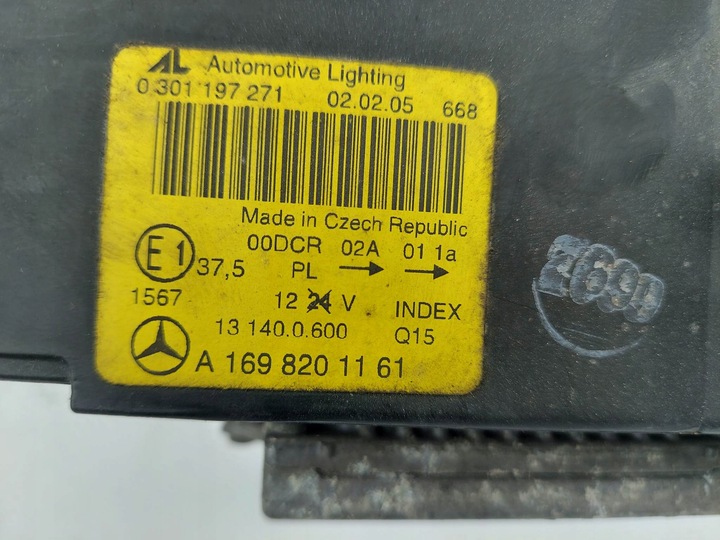 AL Automotive Lighting
0 301 197 271 02.02.05 668
Made in Czech Republic
00DCR 02A 01 1a
E1 37,5 PL → →
1567 12 24 V INDEX
13 140.0.600 Q15
A 169 820 11 61